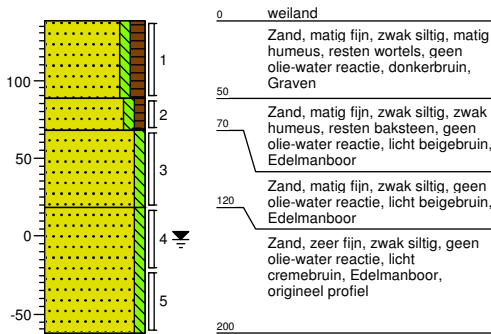 0 weiland
Zand, matig fijn, zwak siltig, matig
humeus, resten wortels, geen
olie-water reactie, donkerbruin,
Graven
50
Zand, matig fijn, zwak siltig, zwak
humeus, resten baksteen, geen
olie-water reactie, licht beigebruin,
Edelmanboor
70
Zand, matig fijn, zwak siltig, geen
olie-water reactie, licht beigebruin,
Edelmanboor
120
Zand, zeer fijn, zwak siltig, geen
olie-water reactie, licht
cremebruin, Edelmanboor,
origineel profiel
200
100
50
0
-50
1
2
3
4
5